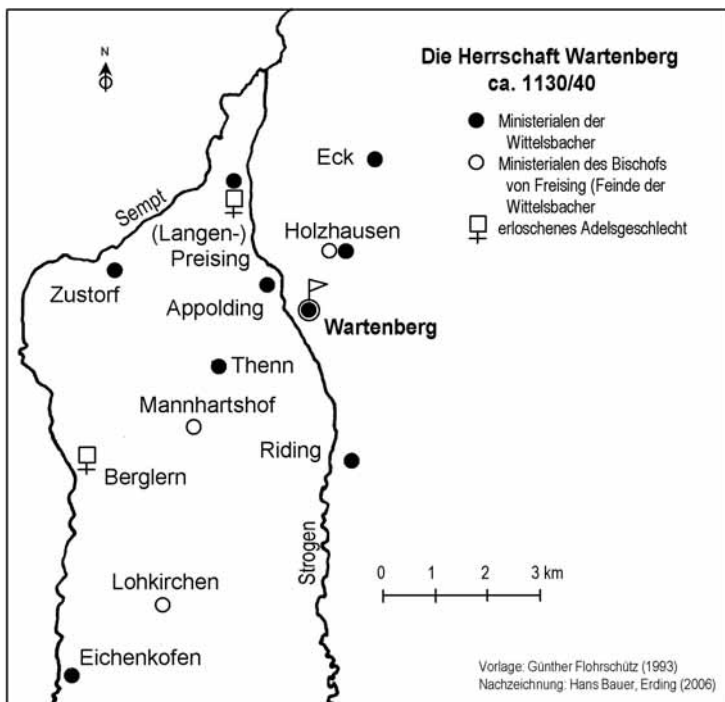 N
Die Herrschaft Wartenberg
ca. 1130/40
Ministerialen der
Wittelsbacher
Ministerialen des Bischofs
von Freising (Feinde der
Wittelsbacher
erloschenes Adelsgeschlecht
Eck
Sempt
(Langen-)
Preising
Holzhausen
Zustorf
Appolding
Wartenberg
Thenn
Mannhartshof
Riding
Berglern
Strogen
Lohkirchen
0 1 2 3 km
Eichenkofen
Vorlage: Günther Flohrschütz (1993)
Nachzeichnung: Hans Bauer, Erding (2006)